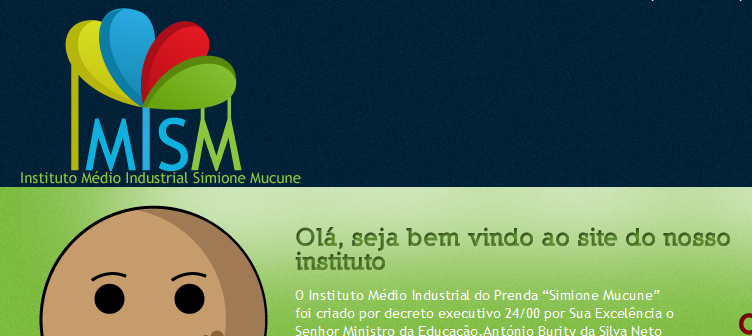 IMISM
Instituto Médio Industrial Simione Mucune
Olá, seja bem vindo ao site do nosso
instituto
O Instituto Médio Industrial do Prenda “Simione Mucune”
foi criado por decreto executivo 24/00 por Sua Excelência o
Senhor Ministro da Educação,António Burity da Silva Neto